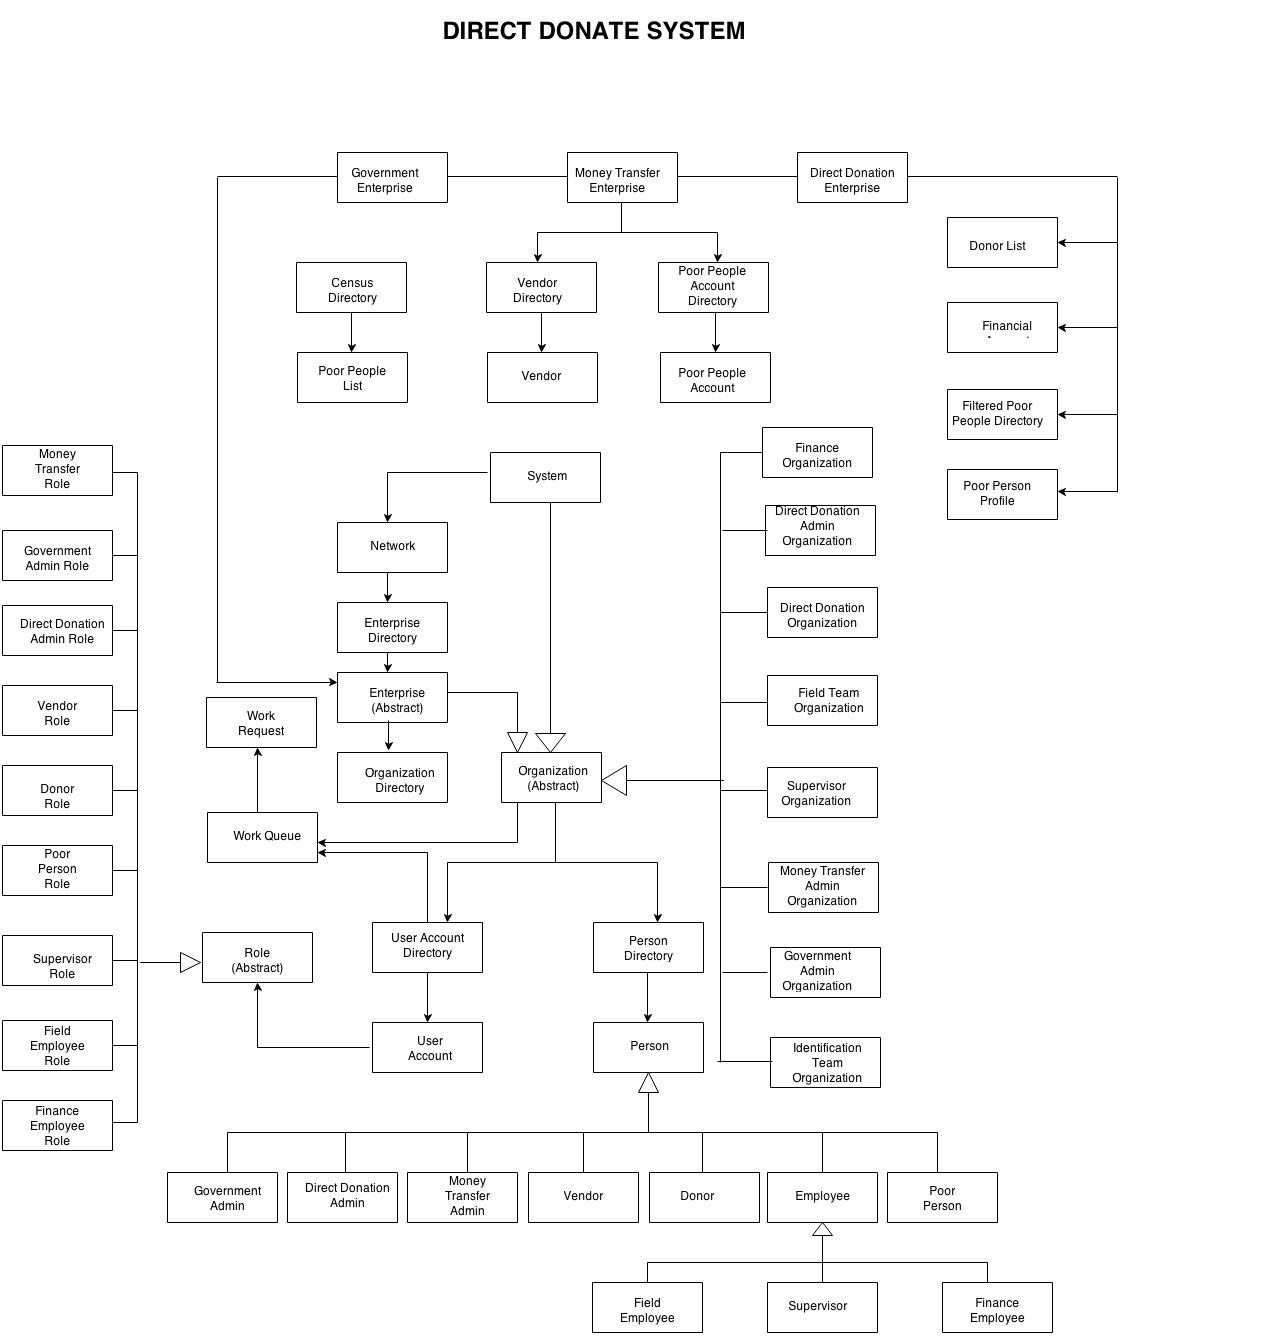 DIRECT DONATE SYSTEM
Government
Enterprise
Money Transfer
Enterprise
Direct Donation
Enterprise
Donor List
Census
Directory
Vendor
Directory
Poor People
Account
Directory
Financial
Poor People
List
Vendor
Poor People
Account
Filtered Poor
People Directory
Finance
Organization
Money
Transfer
Role
System
Poor Person
Profile
Direct Donation
Admin
Organization
Government
Admin Role
Network
Direct Donation
Admin Role
Enterprise
Directory
Direct Donation
Organization
Vendor
Role
Work
Request
Enterprise
(Abstract)
Field Team
Organization
Donor
Role
Organization
Directory
Organization
(Abstract)
Supervisor
Organization
Work Queue
Poor
Person
Role
Money Transfer
Admin
Organization
Supervisor
Role
Role
(Abstract)
User Account
Directory
Person
Directory
Government
Admin
Organization
Field
Employee
Role
User
Account
Person
Identification
Team
Organization
Finance
Employee
Role
Government
Admin
Direct Donation
Admin
Money
Transfer
Admin
Vendor
Donor
Employee
Poor
Person
Field
Employee
Supervisor
Finance
Employee